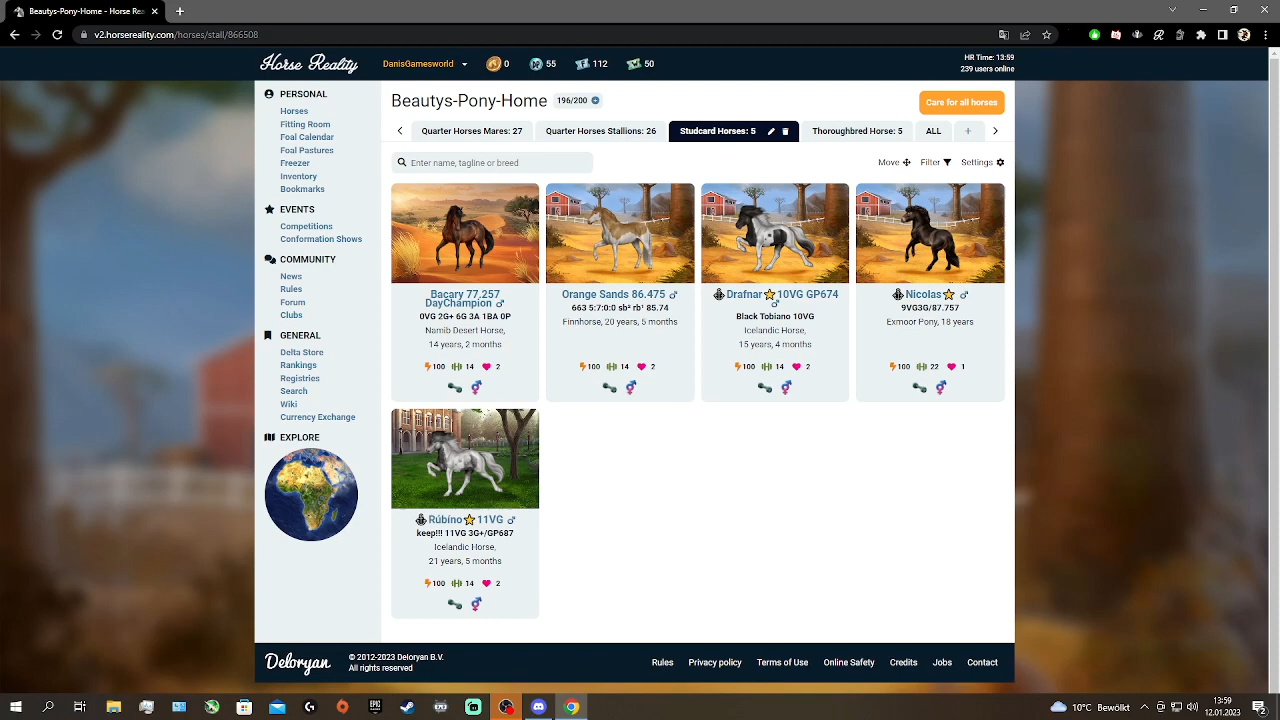 Beautys-Pony-Home - Horse Rea
v2.horsereality.com/horses/stall/866508
Horse Reality
DanisGamesworld
0
55
112
50
HR Time: 13:59
239 users online
PERSONAL
Horses
Fitting Room
Foal Calendar
Foal Pastures
Freezer
Inventory
Bookmarks
EVENTS
Competitions
Conformation Shows
COMMUNITY
News
Rules
Forum
Clubs
GENERAL
Delta Store
Rankings
Registries
Search
Wiki
Currency Exchange
EXPLORE
Beautys-Pony-Home 196/200
Care for all horses
Quarter Horses Mares: 27
Quarter Horses Stallions: 26
Studcard Horses: 5
Thoroughbred Horse: 5
ALL
+
Enter name, tagline or breed
Move
Filter
Settings
Bacary 77,257
DayChampion ♂
0VG 2G+ 6G 3A 1BA 0P
Namib Desert Horse,
14 years, 2 months
100 14 2
Orange Sands 86.475 ♂
663 5:7:0:0 sb² rb¹ 85.74
Finnhorse, 20 years, 5 months
100 14 2
Drafnar⭐10VG GP674
♂
Black Tobiano 10VG
Icelandic Horse,
15 years, 4 months
100 14 2
Nicolas⭐ ♂
9VG3G/87.757
Exmoor Pony, 18 years
100 22 1
Rúbíno⭐11VG ♂
keep!!! 11VG 3G+/GP687
Icelandic Horse,
21 years, 5 months
100 14 2
Deloryan
© 2012-2023 Deloryan B.V.
All rights reserved
Rules
Privacy policy
Terms of Use
Online Safety
Credits
Jobs
Contact
10°C Bewölkt
13:59
12.01.2023